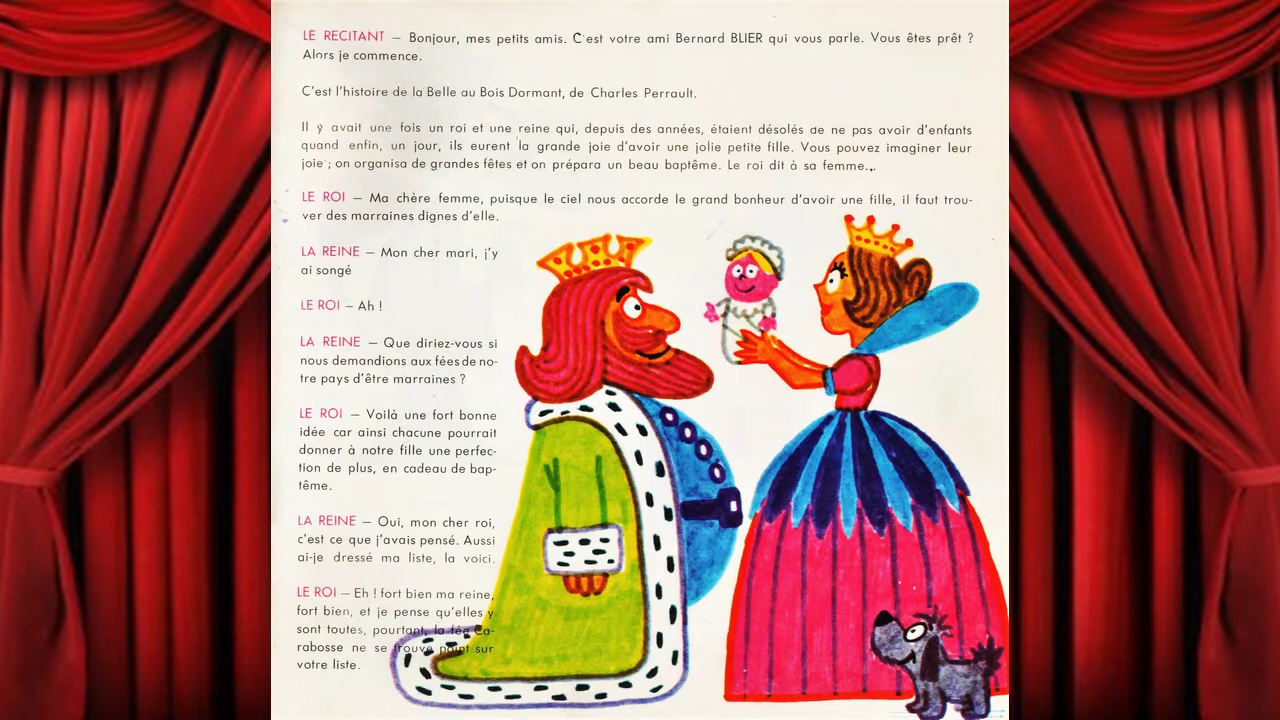 LE RECITANT — Bonjour, mes petits amis. C'est votre ami Bernard BLIER qui vous parle. Vous êtes prêt ?
Alors je commence.
C'est l'histoire de la Belle au Bois Dormant, de Charles Perrault.
Il y avait une fois un roi et une reine qui, depuis des années, étaient désolés de ne pas avoir d'enfants
quand enfin, un jour, ils eurent la grande joie d'avoir une jolie petite fille. Vous pouvez imaginer leur
joie ; on organisa de grandes fêtes et on prépara un beau baptême. Le roi dit à sa femme...
LE ROI — Ma chère femme, puisque le ciel nous accorde le grand bonheur d'avoir une fille, il faut trou-
ver des marraines dignes d'elle.
LA REINE — Mon cher mari, j'y
ai songé
LE ROI — Ah !
LA REINE — Que diriez-vous si
nous demandions aux fées de no-
tre pays d'être marraines ?
LE ROI — Voilà une fort bonne
idée car ainsi chacune pourrait
donner à notre fille une perfec-
tion de plus, en cadeau de bap-
tême.
LA REINE — Oui, mon cher roi,
c'est ce que j'avais pensé. Aussi
ai-je dressé ma liste, la voici.
LE ROI — Eh ! fort bien ma reine,
fort bien, et je pense qu'elles y
sont toutes, pourtant, la fée Ca-
rabosse ne se trouve point sur
votre liste.